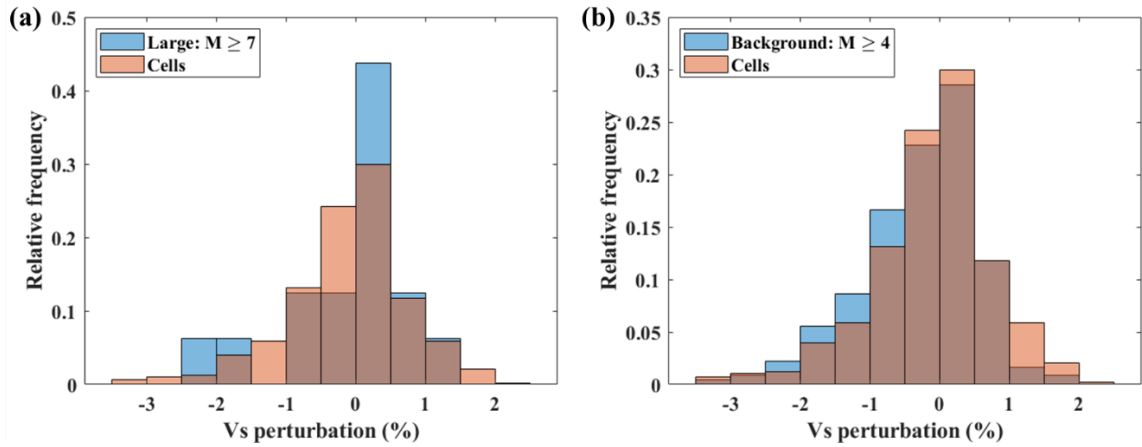 (a)
0.5
0.4
0.3
0.2
0.1
0
Relative frequency
Large: M ≥ 7
Cells
-3
-2
-1
0
1
2
Vs perturbation (%)
(b)
0.35
0.3
0.25
0.2
0.15
0.1
0.05
0
Relative frequency
Background: M ≥ 4
Cells
-3
-2
-1
0
1
2
Vs perturbation (%)